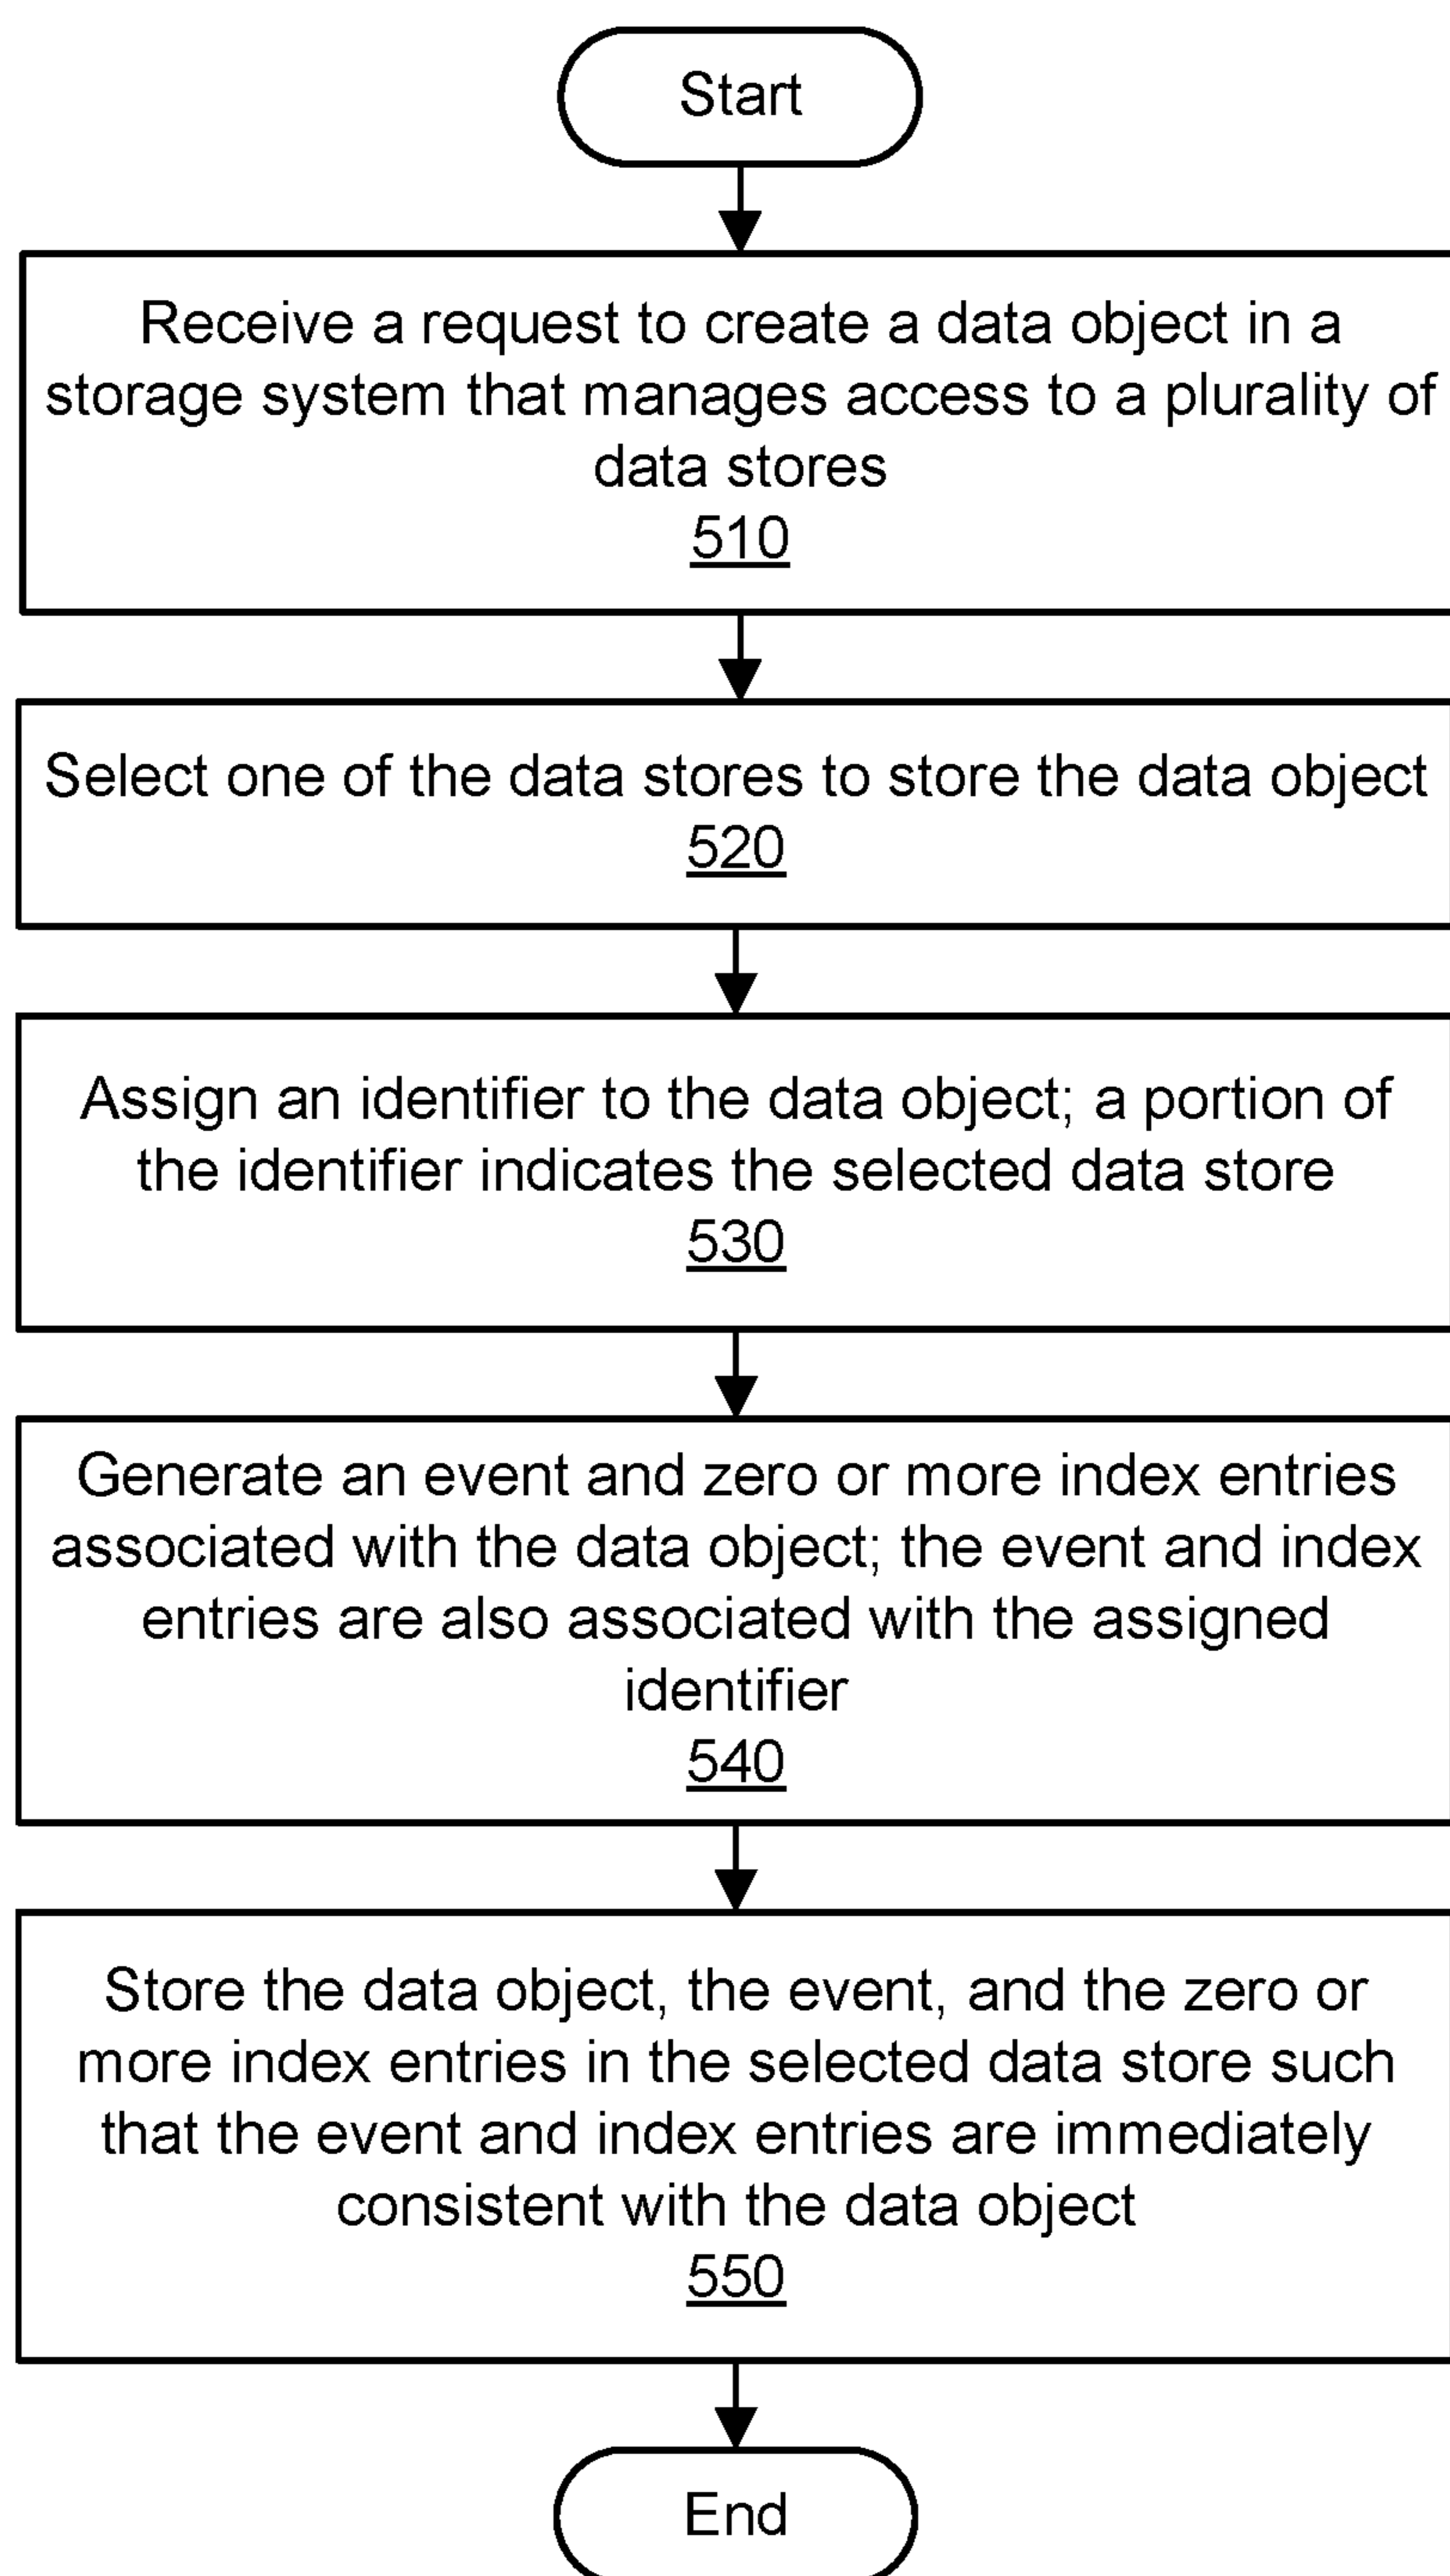 Start
Receive a request to create a data object in a
storage system that manages access to a plurality of
data stores
510
Select one of the data stores to store the data object
520
Assign an identifier to the data object; a portion of
the identifier indicates the selected data store
530
Generate an event and zero or more index entries
associated with the data object; the event and index
entries are also associated with the assigned
identifier
540
Store the data object, the event, and the zero or
more index entries in the selected data store such
that the event and index entries are immediately
consistent with the data object
550
End